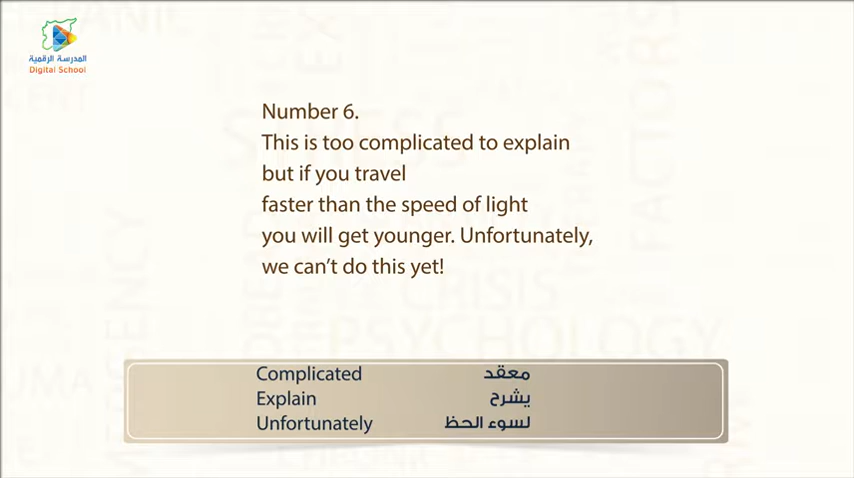 المدرسة الرقمية
Digital School
Number 6.
This is too complicated to explain
but if you travel
faster than the speed of light
you will get younger. Unfortunately,
we can't do this yet!
Complicated معقد
Explain يشرح
Unfortunately لسوء الحظ
CRISIS
PSYCHOLOGY